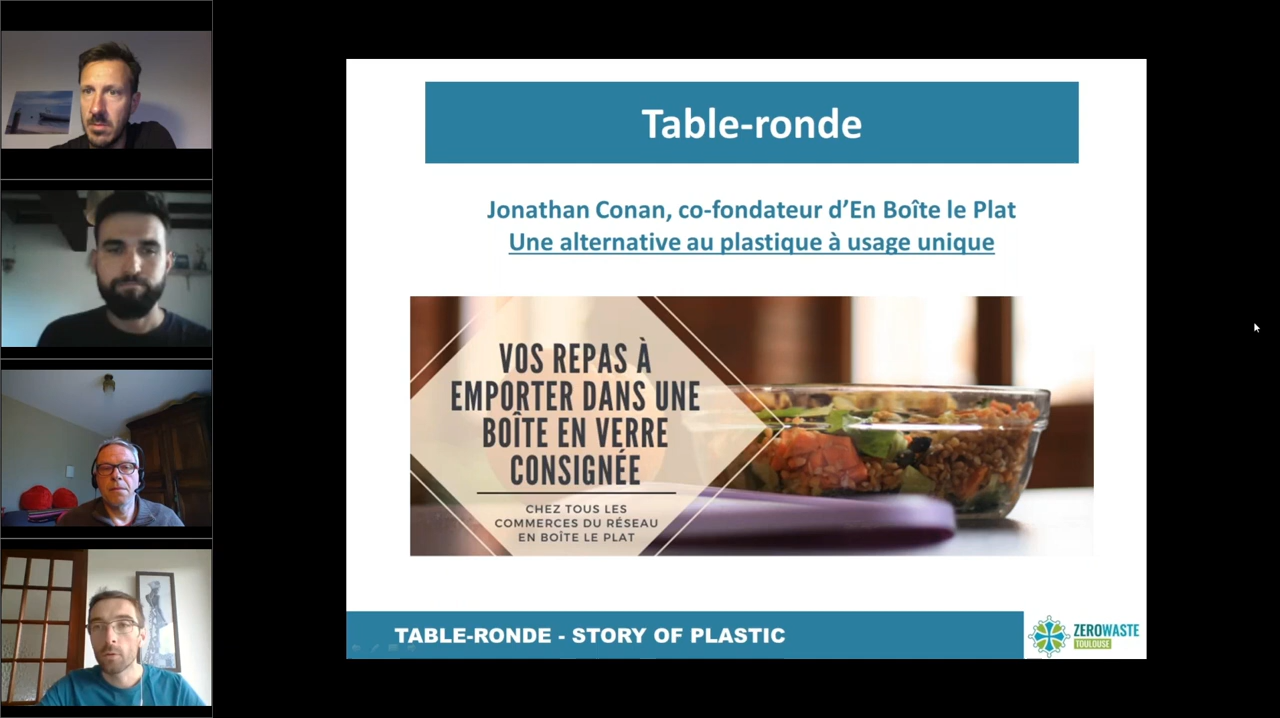 Table-ronde
Jonathan Conan, co-fondateur d’En Boîte le Plat
Une alternative au plastique à usage unique
VOS REPAS À
EMPORTER DANS UNE
BOÎTE EN VERRE
CONSIGNÉE
CHEZ TOUS LES
COMMERCES DU RÉSEAU
EN BOÎTE LE PLAT
TABLE-RONDE - STORY OF PLASTIC
ZEROWASTE
TOULOUSE